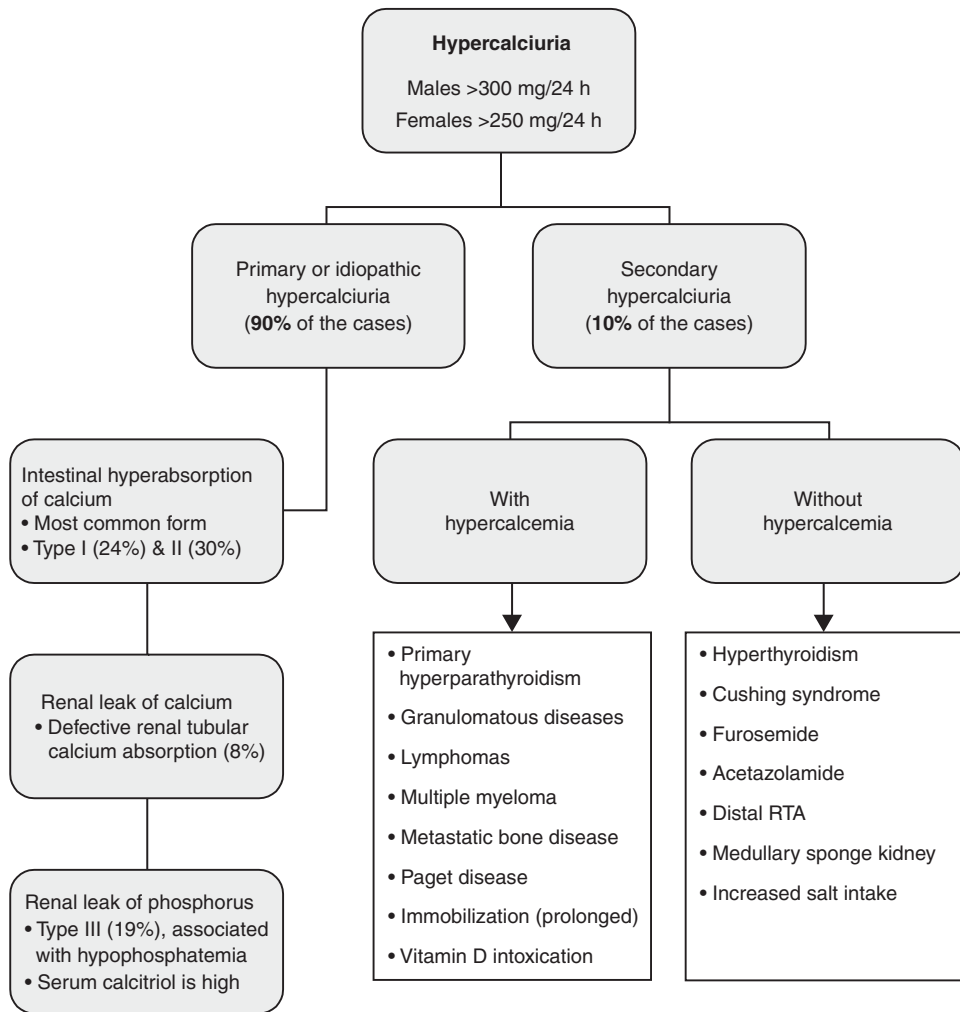 Hypercalciuria
Males >300 mg/24 h
Females >250 mg/24 h
Primary or idiopathic
hypercalciuria
(90% of the cases)
Secondary
hypercalciuria
(10% of the cases)
Intestinal hyperabsorption
of calcium
• Most common form
• Type I (24%) & II (30%)
Renal leak of calcium
• Defective renal tubular
calcium absorption (8%)
Renal leak of phosphorus
• Type III (19%), associated
with hypophosphatemia
• Serum calcitriol is high
With
hypercalcemia
• Primary
hyperparathyroidism
• Granulomatous diseases
• Lymphomas
• Multiple myeloma
• Metastatic bone disease
• Paget disease
• Immobilization (prolonged)
• Vitamin D intoxication
Without
hypercalcemia
• Hyperthyroidism
• Cushing syndrome
• Furosemide
• Acetazolamide
• Distal RTA
• Medullary sponge kidney
• Increased salt intake